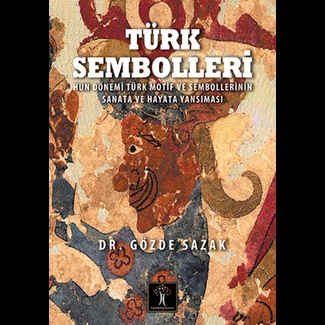 TÜRK
SEMBOLLERİ
HUN DÖNEMİ TÜRK MOTİF VE SEMBOLLERİNİN
SANATA VE HAYATA YANSIMASI
DR. GÖZDE SAZAK